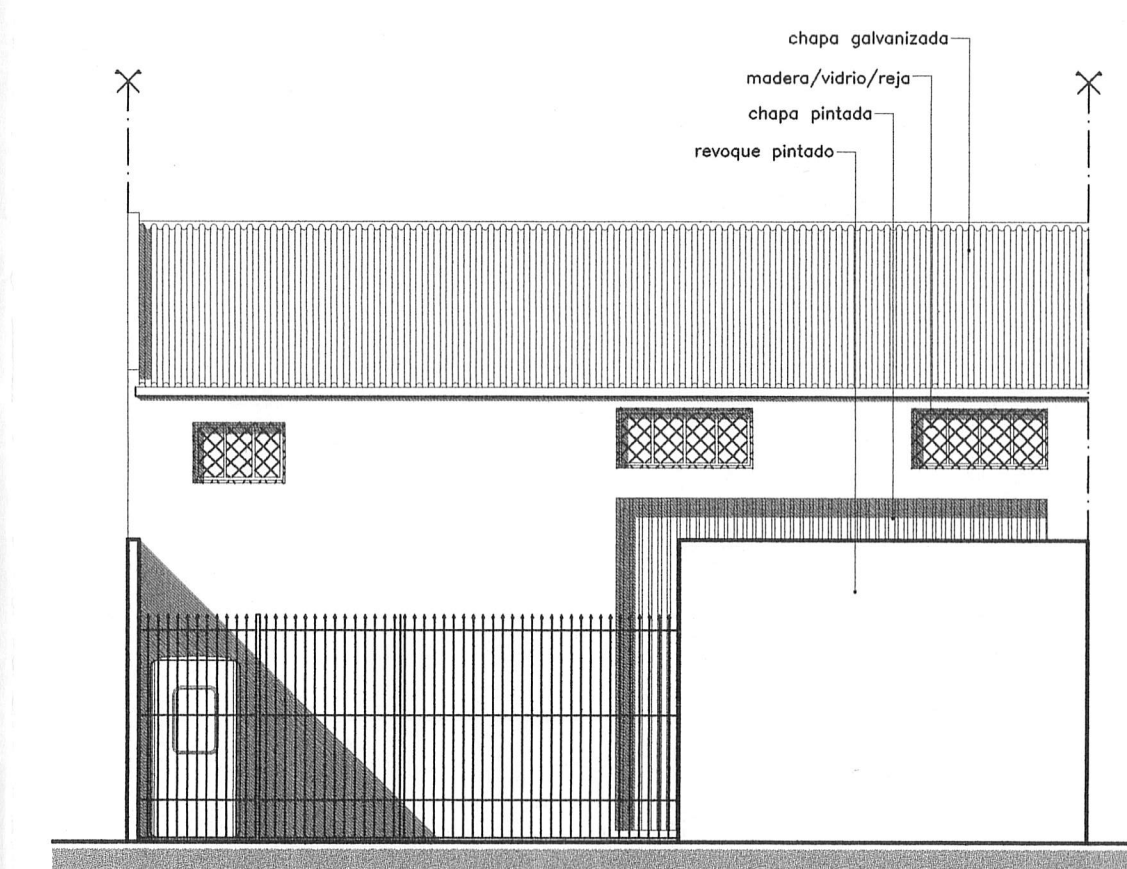 chapa galvanizada
madera/vidrio/reja
chapa pintada
revoque pintado